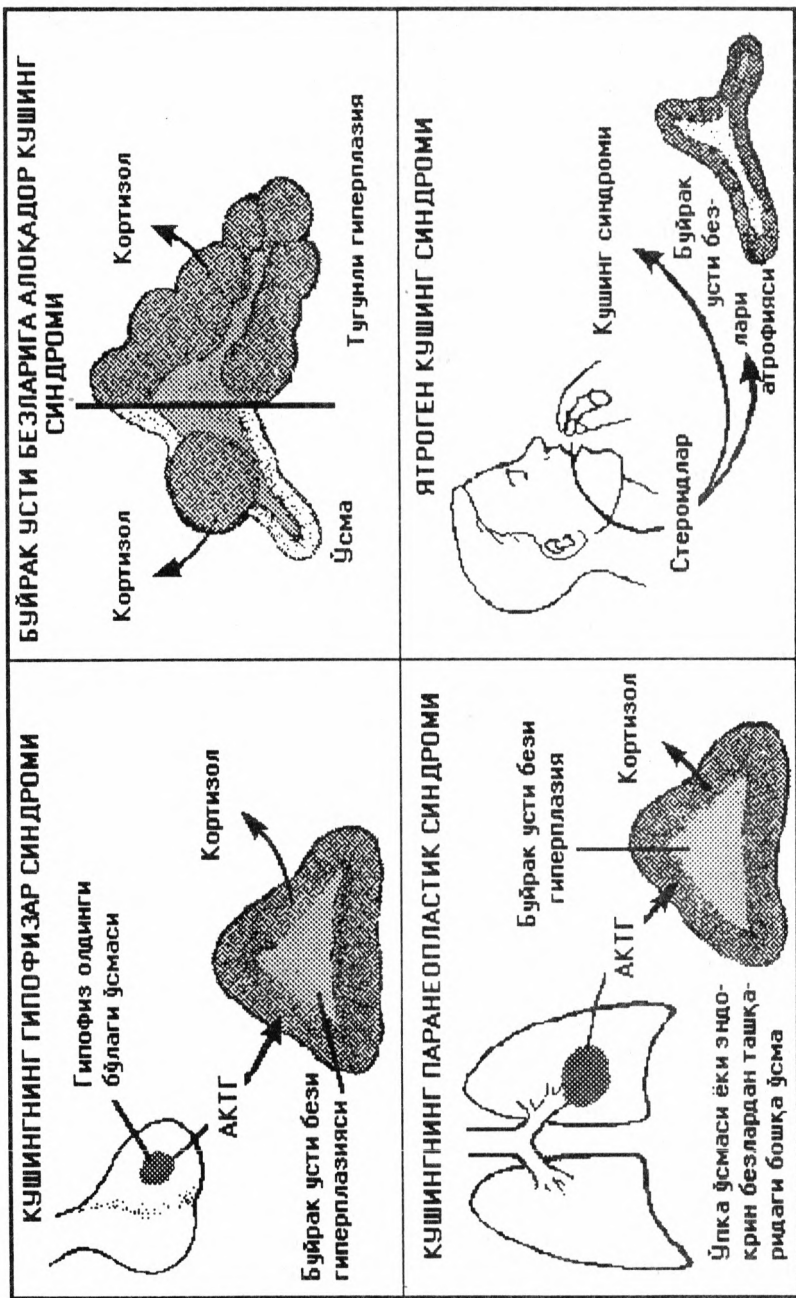 КУШИНГНИНГ ГИПОФИЗАР СИНДРОМИ
Гипофиз олдинги
бўлаги ўсмаси
АКТГ
Кортизол
Буйрак усти бези
гиперплазияси
БУЙРАК УСТИ БЕЗЛАРИГА АЛОҚАДОР КУШИНГ
СИНДРОМИ
Кортизол
Кортизол
Ўсма
Тугунли гиперплазия
КУШИНГНИНГ ПАРАНЕОПЛАСТИК СИНДРОМИ
Буйрак усти бези
гиперплазия
АКТГ
Кортизол
Ўпка ўсмаси ёки эндо-
крин безлардан ташқа-
ридаги бошқа ўсма
ЯТРОГЕН КУШИНГ СИНДРОМИ
Стероидлар
Кушинг синдроми
Буйрак
усти без-
лари
атрофияси